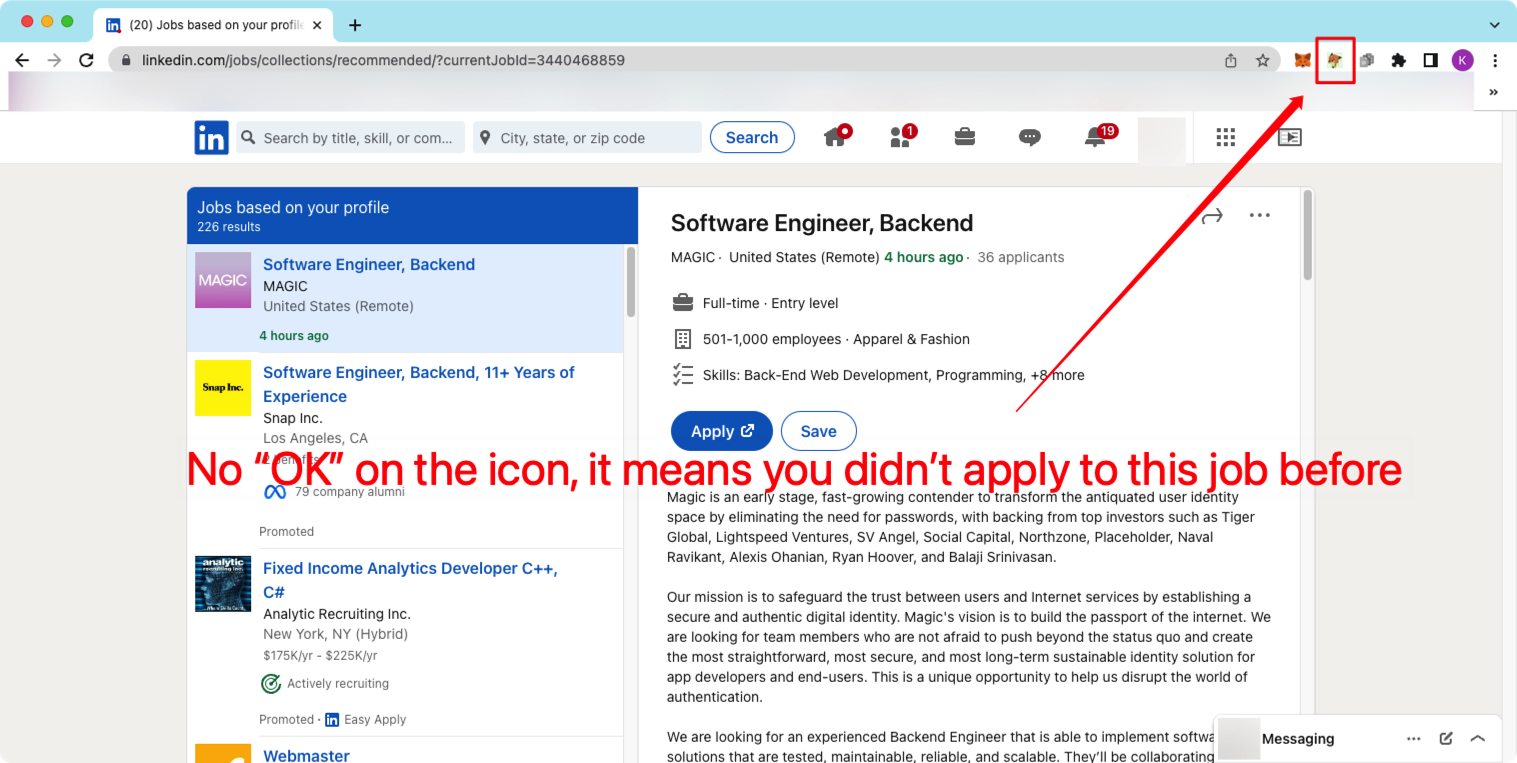 (20) Jobs based on your profile
linkedin.com/jobs/collections/recommended/?currentJobId=3440468859
K
»
in
Search by title, skill, or com...
City, state, or zip code
Search
1
19
Jobs based on your profile
226 results
MAGIC
Software Engineer, Backend
MAGIC
United States (Remote)
4 hours ago
Snap Inc.
Software Engineer, Backend, 11+ Years of
Experience
Snap Inc.
Los Angeles, CA
2 benefits
79 company alumni
Promoted
analytic
recruiting inc.
Fixed Income Analytics Developer C++,
C#
Analytic Recruiting Inc.
New York, NY (Hybrid)
$175K/yr - $225K/yr
Actively recruiting
Promoted · in Easy Apply
Webmaster
Software Engineer, Backend
MAGIC · United States (Remote) 4 hours ago · 36 applicants
Full-time · Entry level
501-1,000 employees · Apparel & Fashion
Skills: Back-End Web Development, Programming, +8 more
Apply
Save
No “OK” on the icon, it means you didn’t apply to this job before
Magic is an early stage, fast-growing contender to transform the antiquated user identity
space by eliminating the need for passwords, with backing from top investors such as Tiger
Global, Lightspeed Ventures, SV Angel, Social Capital, Northzone, Placeholder, Naval
Ravikant, Alexis Ohanian, Ryan Hoover, and Balaji Srinivasan.
Our mission is to safeguard the trust between users and Internet services by establishing a
secure and authentic digital identity. Magic's vision is to build the passport of the internet. We
are looking for team members who are not afraid to push beyond the status quo and create
the most straightforward, most secure, and most long-term sustainable identity solution for
app developers and end-users. This is a unique opportunity to help us disrupt the world of
authentication.
We are looking for an experienced Backend Engineer that is able to implement softwa
solutions that are tested, maintainable, reliable, and scalable. They’ll be collaborating
Messaging